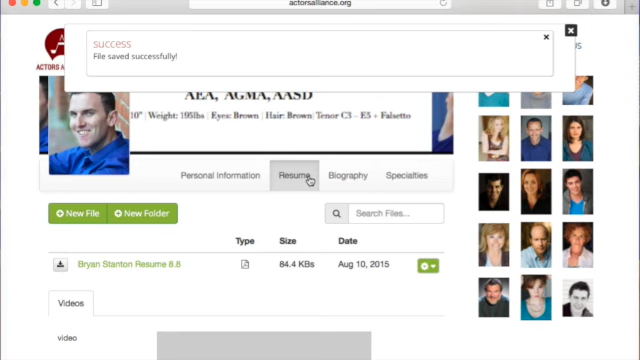 actorsalliance.org
success
File saved successfully!
ACTORS A
AEA, AGMA, AASD
10" | Weight: 195lbs | Eyes: Brown | Hair: Brown| Tenor C3 – E5 + Falsetto
Personal Information Resume Biography Specialties
New File New Folder Search Files...
Type Size Date
Bryan Stanton Resume 8.8 84.4 KBs Aug 10, 2015
Videos
video